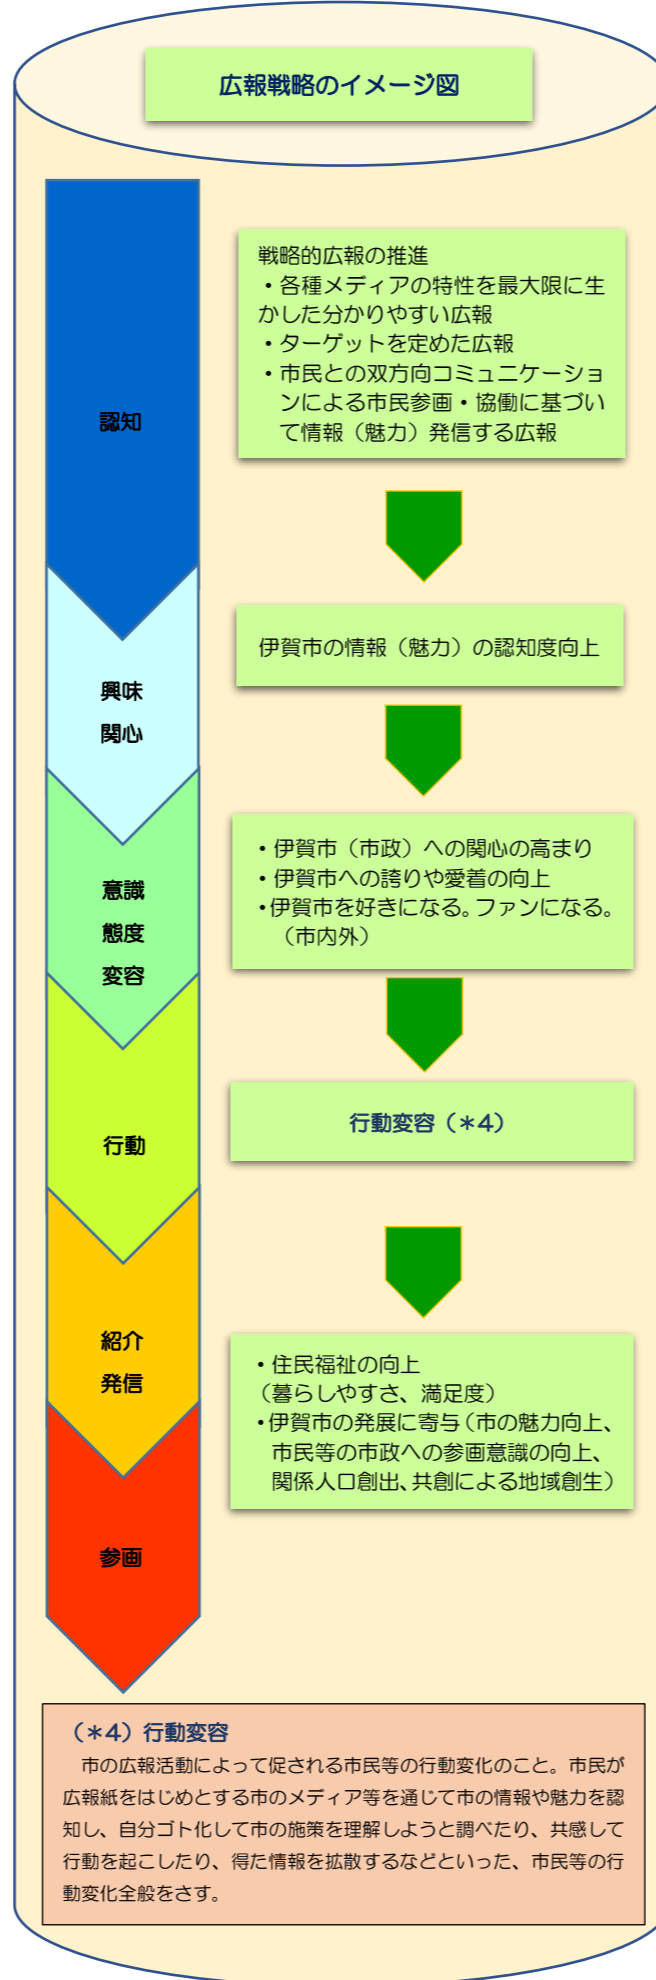 広報戦略のイメージ図
認知
戦略的広報の推進
・各種メディアの特性を最大限に生
かした分かりやすい広報
・ターゲットを定めた広報
・市民との双方向コミュニケーショ
ンによる市民参画・協働に基づい
て情報（魅力）発信する広報
興味
関心
伊賀市の情報（魅力）の認知度向上
意識
態度
変容
・伊賀市（市政）への関心の高まり
・伊賀市への誇りや愛着の向上
・伊賀市を好きになる。ファンになる。
（市内外）
行動
行動変容（＊4）
紹介
発信
・住民福祉の向上
（暮らしやすさ、満足度）
・伊賀市の発展に寄与（市の魅力向上、
市民等の市政への参画意識の向上、
関係人口創出、共創による地域創生）
参画
（＊4）行動変容
市の広報活動によって促される市民等の行動変化のこと。市民が
広報紙をはじめとする市のメディア等を通じて市の情報や魅力を認
知し、自分ゴト化して市の施策を理解しようと調べたり、共感して
行動を起こしたり、得た情報を拡散するなどといった、市民等の行
動変化全般をさす。